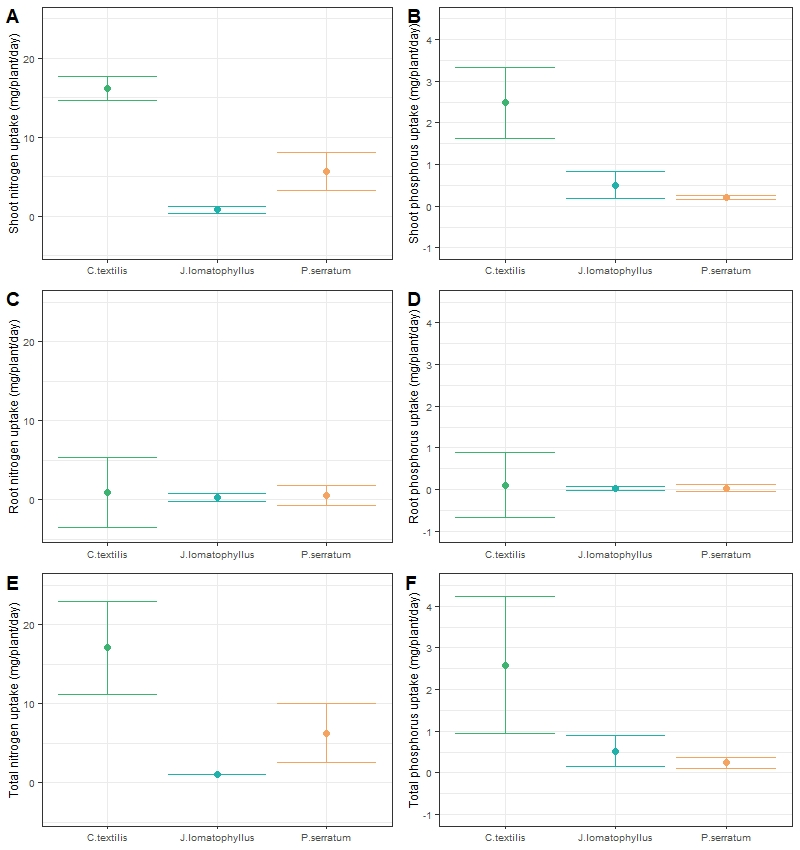 A
Shoot nitrogen uptake (mg/plant/day)
20
10
0
C.textilis
J.lomatophyllus
P.serratum
B
Shoot phosphorus uptake (mg/plant/day)
4
3
2
1
0
-1
C.textilis
J.lomatophyllus
P.serratum
C
Root nitrogen uptake (mg/plant/day)
20
10
0
C.textilis
J.lomatophyllus
P.serratum
D
Root phosphorus uptake (mg/plant/day)
4
3
2
1
0
-1
C.textilis
J.lomatophyllus
P.serratum
E
Total nitrogen uptake (mg/plant/day)
20
10
0
C.textilis
J.lomatophyllus
P.serratum
F
Total phosphorus uptake (mg/plant/day)
4
3
2
1
0
-1
C.textilis
J.lomatophyllus
P.serratum